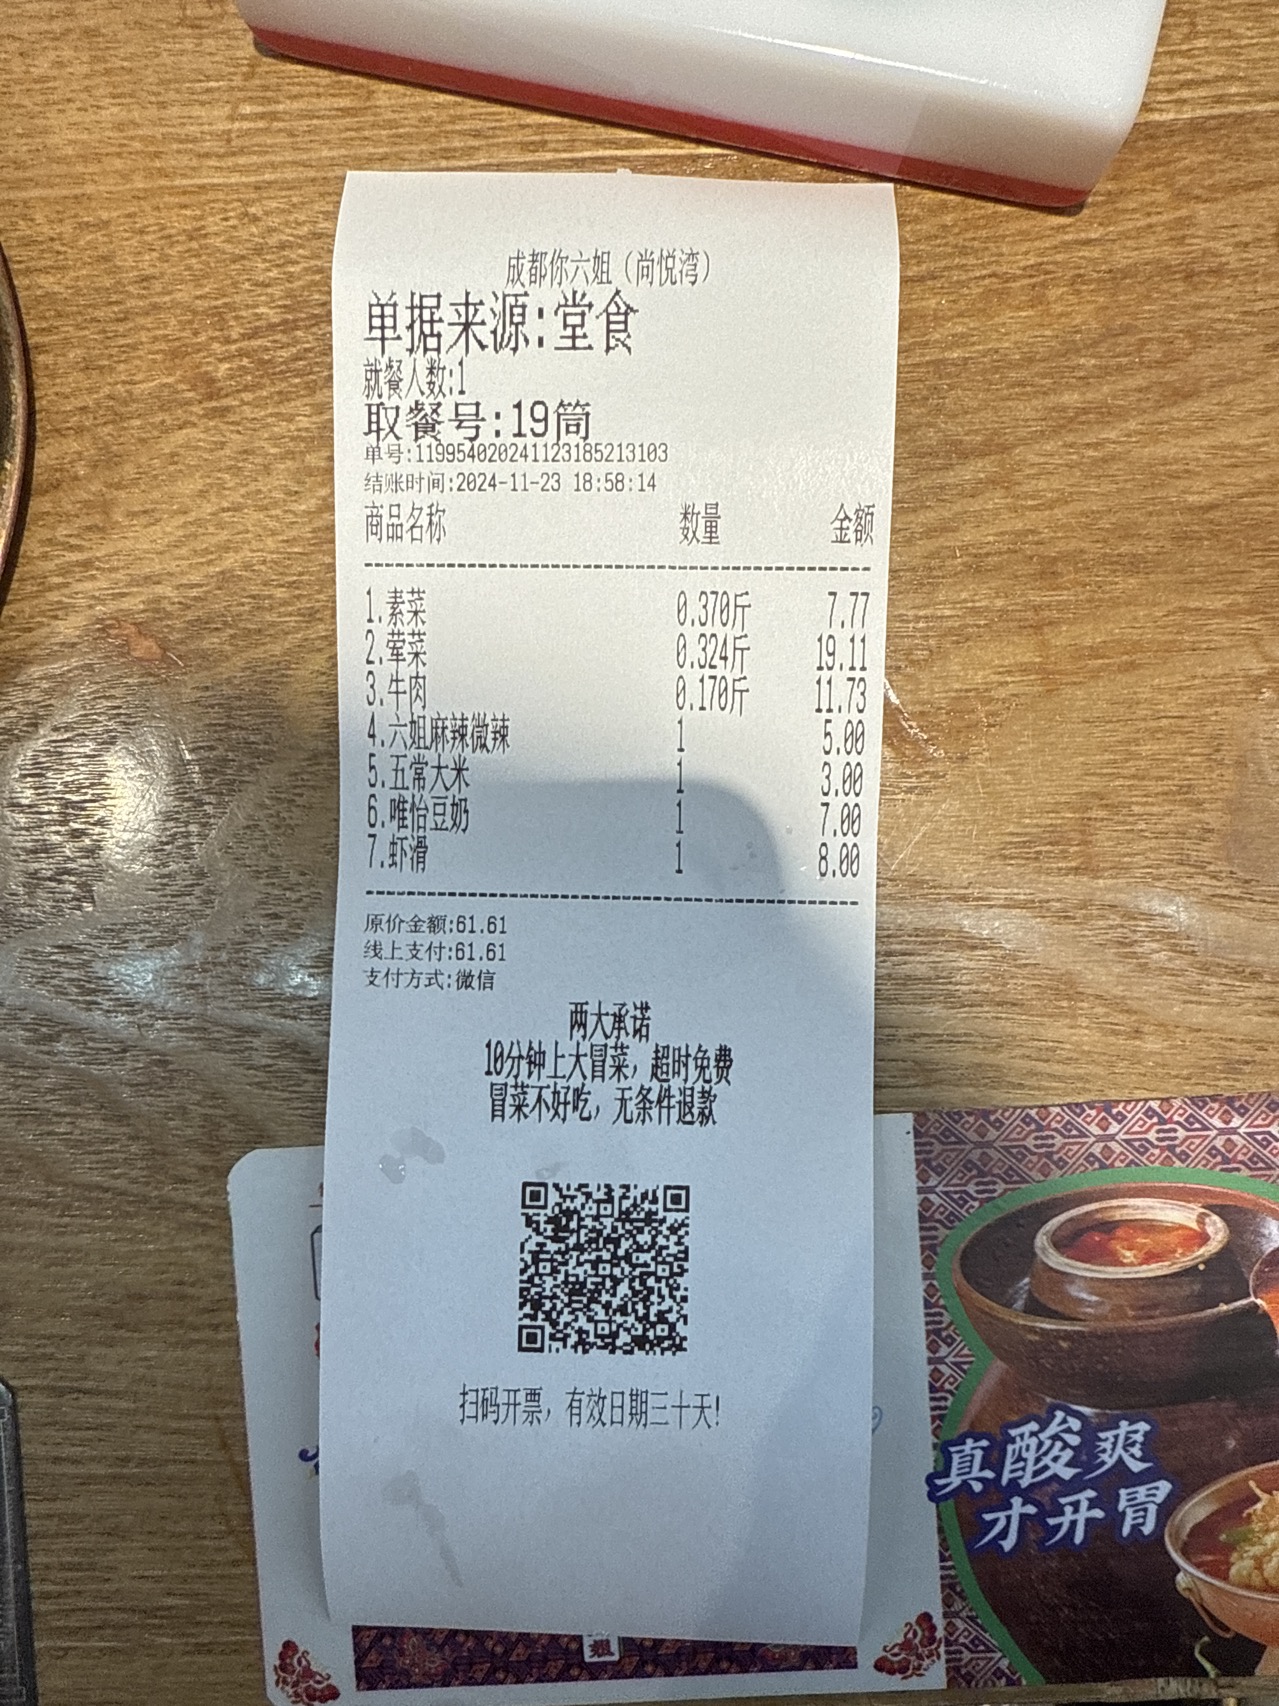 成都你六姐（尚悦湾）
单据来源:堂食
就餐人数:1
取餐号:19筒
单号:119954020241123185213103
结账时间:2024-11-23 18:58:14
商品名称 数量 金额
1.素菜 0.370斤 7.77
2.荤菜 0.324斤 19.11
3.牛肉 0.170斤 11.73
4.六姐麻辣微辣 1 5.00
5.五常大米 1 3.00
6.唯怡豆奶 1 7.00
7.虾滑 1 8.00
原价金额:61.61
线上支付:61.61
支付方式:微信
两大承诺
10分钟上大冒菜，超时免费
冒菜不好吃，无条件退款
扫码开票，有效日期三十天!
真酸爽
才开胃